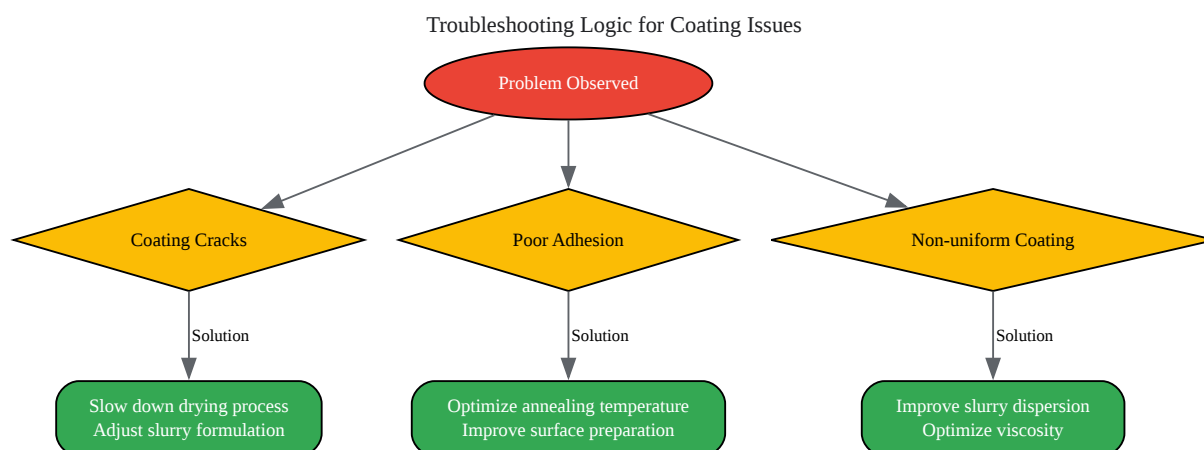 Troubleshooting Logic for Coating Issues
Problem Observed
Coating Cracks
Poor Adhesion
Non-uniform Coating
Solution
Solution
Solution
Slow down drying process
Adjust slurry formulation
Optimize annealing temperature
Improve surface preparation
Improve slurry dispersion
Optimize viscosity